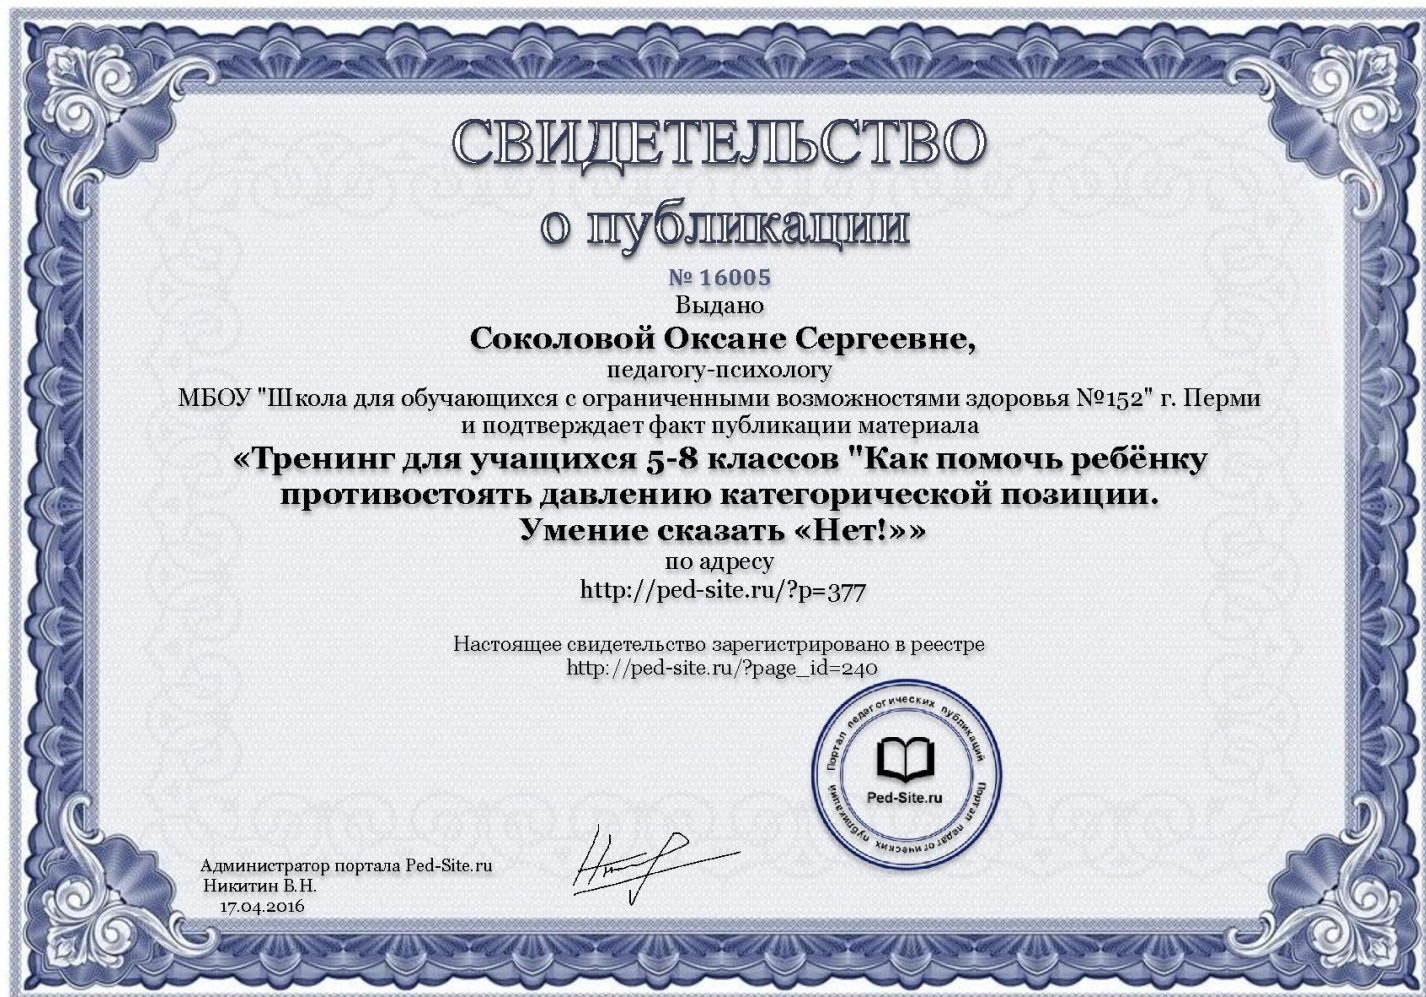 СВИДЕТЕЛЬСТВО
о публикации
№ 16005
Выдано
Соколовой Оксане Сергеевне,
педагогу-психологу
МБОУ "Школа для обучающихся с ограниченными возможностями здоровья №152" г. Перми
и подтверждает факт публикации материала
«Тренинг для учащихся 5-8 классов "Как помочь ребёнку
противостоять давлению категорической позиции.
Умение сказать «Нет!»»
по адресу
http://ped-site.ru/?p=377
Настоящее свидетельство зарегистрировано в реестре
http://ped-site.ru/?page_id=240
Портал педагогических публикаций
Портал педагогических публикаций
Ped-Site.ru
Администратор портала Ped-Site.ru
Никитин В.Н.
17.04.2016